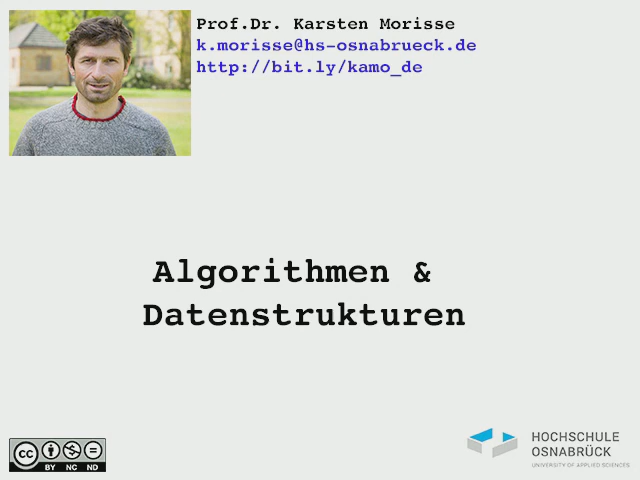 Prof.Dr. Karsten Morisse
k.morisse@hs-osnabrueck.de
http://bit.ly/kamo_de
Algorithmen &
Datenstrukturen
cc
BY NC ND
HOCHSCHULE
OSNABRÜCK
UNIVERSITY OF APPLIED SCIENCES